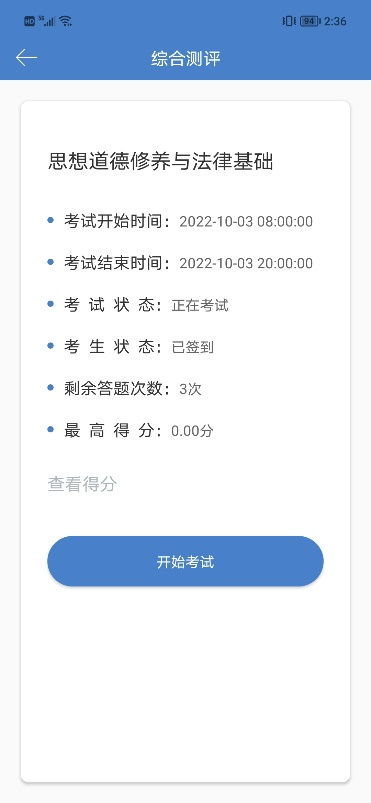 HD 5G 94 2:36
综合测评
思想道德修养与法律基础
考试开始时间：2022-10-03 08:00:00
考试结束时间：2022-10-03 20:00:00
考 试 状 态：正在考试
考 生 状 态：已签到
剩余答题次数：3次
最 高 得 分：0.00分
查看得分
开始考试